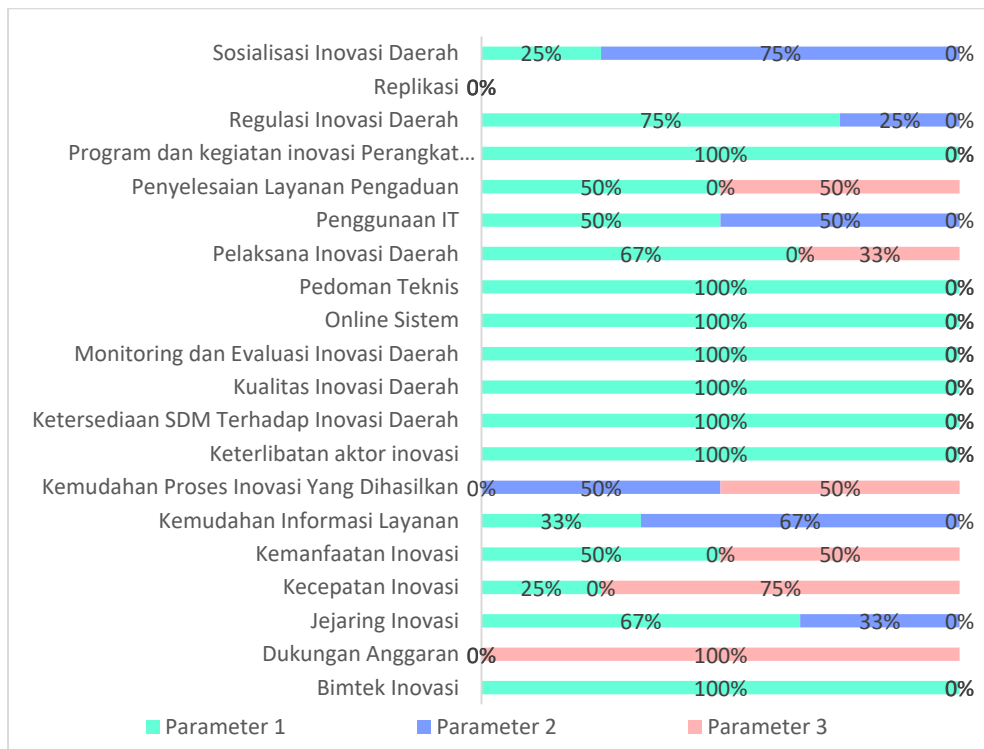 Sosialisasi Inovasi Daerah 25% 75% 0%
Replikasi 0%
Regulasi Inovasi Daerah 75% 25% 0%
Program dan kegiatan inovasi Perangkat... 100% 0%
Penyelesaian Layanan Pengaduan 50% 0% 50%
Penggunaan IT 50% 50% 0%
Pelaksana Inovasi Daerah 67% 0% 33%
Pedoman Teknis 100% 0%
Online Sistem 100% 0%
Monitoring dan Evaluasi Inovasi Daerah 100% 0%
Kualitas Inovasi Daerah 100% 0%
Ketersediaan SDM Terhadap Inovasi Daerah 100% 0%
Keterlibatan aktor inovasi 100% 0%
Kemudahan Proses Inovasi Yang Dihasilkan 0% 50% 50%
Kemudahan Informasi Layanan 33% 67% 0%
Kemanfaatan Inovasi 50% 0% 50%
Kecepatan Inovasi 25% 0% 75%
Jejaring Inovasi 67% 33% 0%
Dukungan Anggaran 0% 100%
Bimtek Inovasi 100% 0%
Parameter 1 Parameter 2 Parameter 3